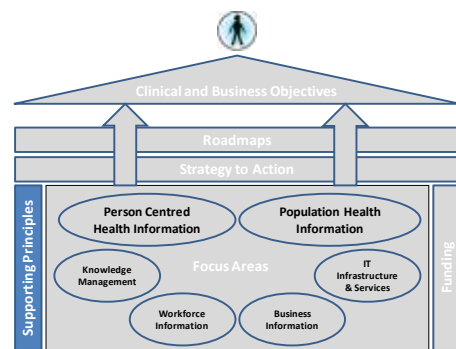 Clinical and Business Objectives
Roadmaps
Strategy to Action
Supporting Principles
Person Centred
Health Information
Population Health
Information
Knowledge
Management
Focus Areas
IT
Infrastructure
& Services
Workforce
Information
Business
Information
Funding